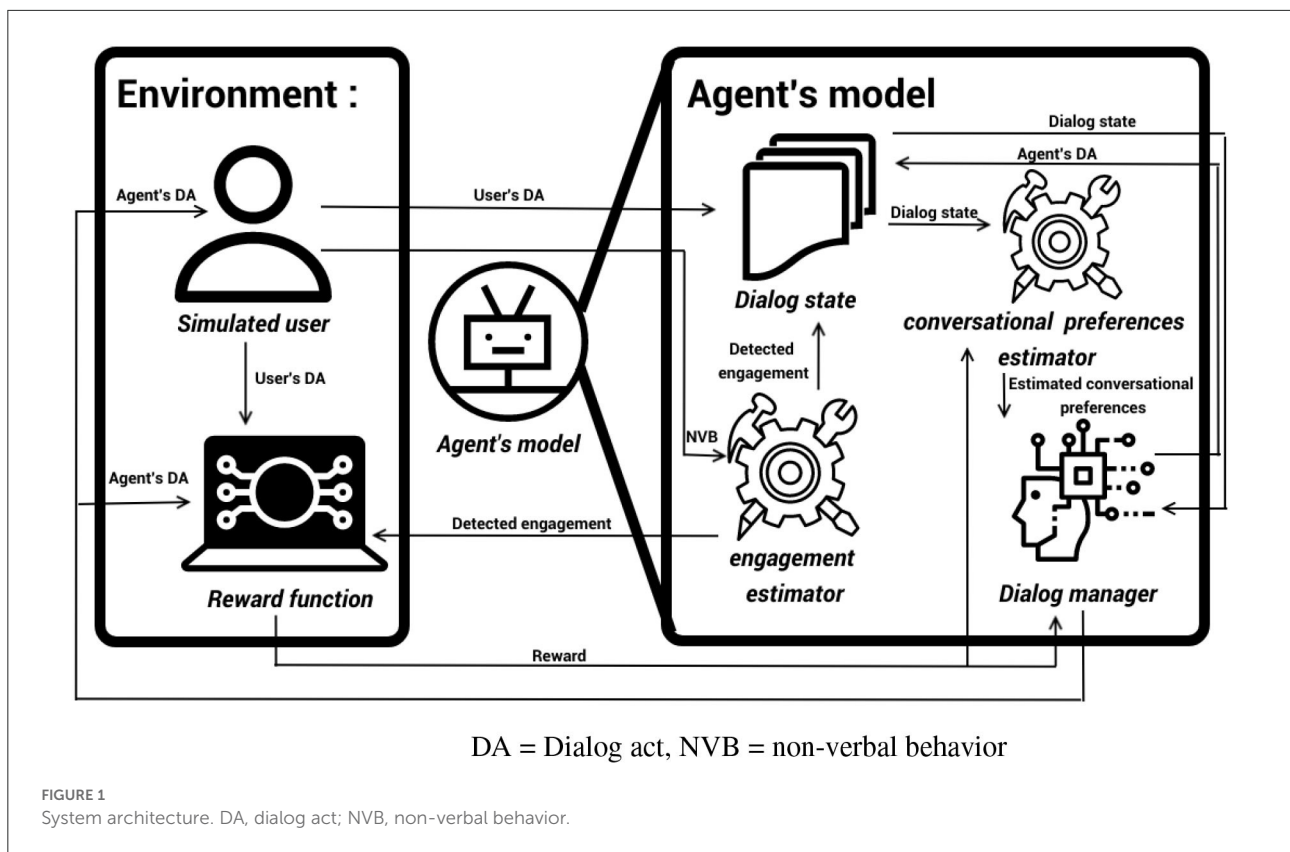 Environment :
Agent's DA
Simulated user
User's DA
Agent's DA
Reward function
User's DA
Agent's model
NVB
Detected engagement
Reward
Agent's model
Dialog state
Agent's DA
Dialog state
Dialog state
conversational preferences
estimator
Detected
engagement
Estimated conversational
preferences
engagement
estimator
Dialog manager
DA = Dialog act, NVB = non-verbal behavior
FIGURE 1
System architecture. DA, dialog act; NVB, non-verbal behavior.